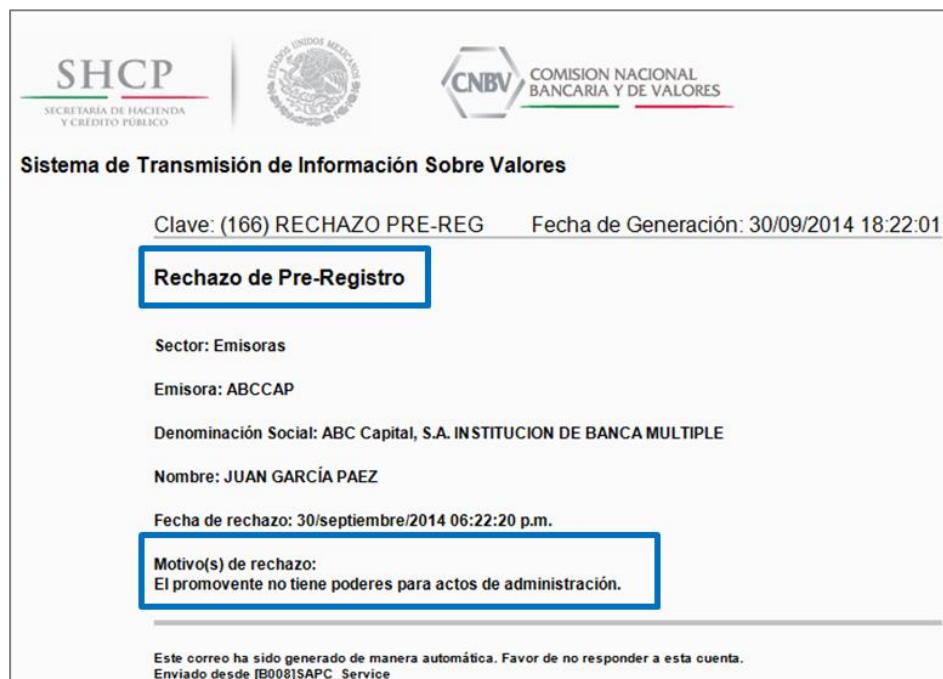 SHCP
SECRETARÍA DE HACIENDA
Y CRÉDITO PÚBLICO
ESTADOS UNIDOS MEXICANOS
CNBV
COMISION NACIONAL
BANCARIA Y DE VALORES
Sistema de Transmisión de Información Sobre Valores
Clave: (166) RECHAZO PRE-REG Fecha de Generación: 30/09/2014 18:22:01
Rechazo de Pre-Registro
Sector: Emisoras
Emisora: ABCCAP
Denominación Social: ABC Capital, S.A. INSTITUCION DE BANCA MULTIPLE
Nombre: JUAN GARCÍA PAEZ
Fecha de rechazo: 30/septiembre/2014 06:22:20 p.m.
Motivo(s) de rechazo:
El promovente no tiene poderes para actos de administración.
Este correo ha sido generado de manera automática. Favor de no responder a esta cuenta.
Enviado desde [B008]SAPC_Service